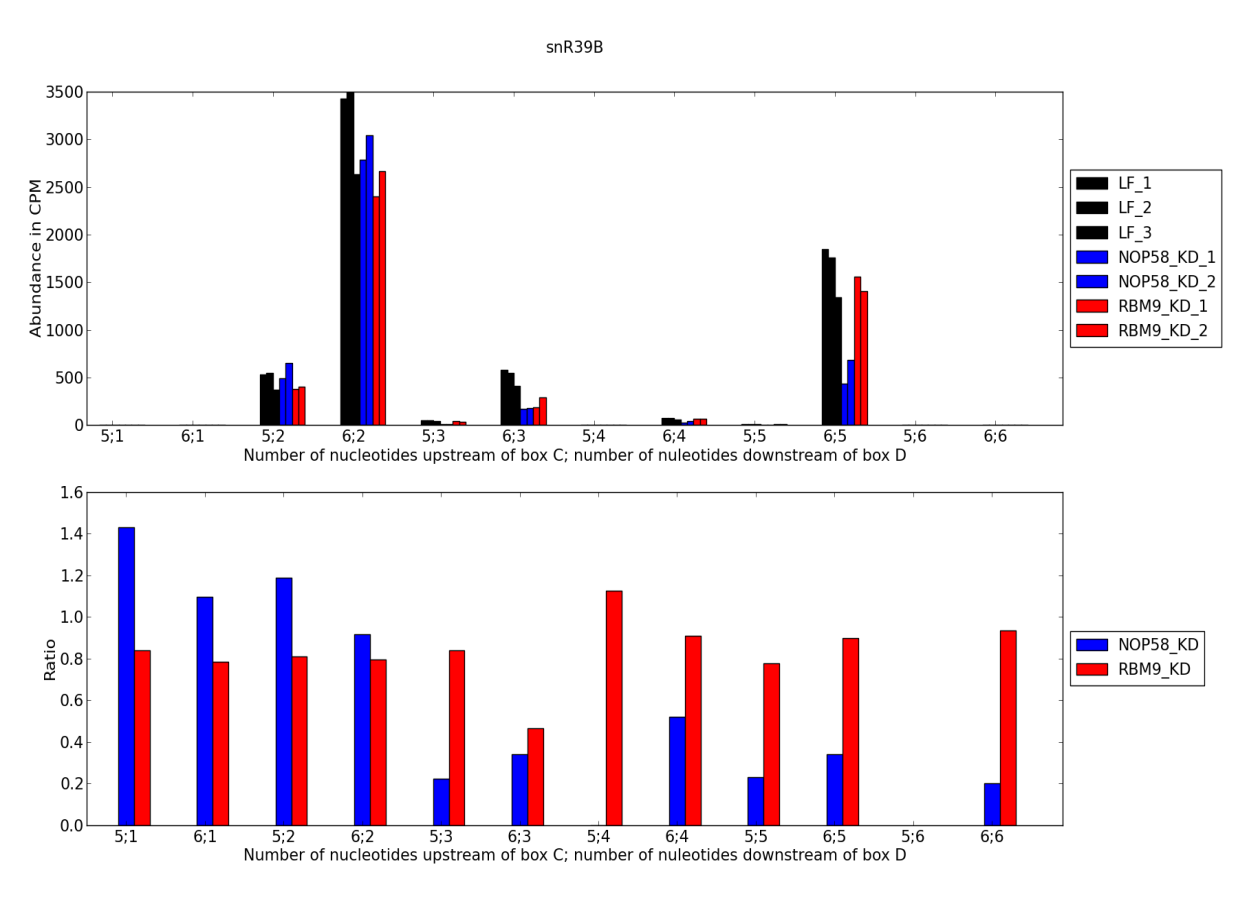 snR39B
3500
3000
2500
2000
1500
1000
500
0
Abundance in CPM
5;1 6;1 5;2 6;2 5;3 6;3 5;4 6;4 5;5 6;5 5;6 6;6
Number of nucleotides upstream of box C; number of nuleotides downstream of box D
LF_1
LF_2
LF_3
NOP58_KD_1
NOP58_KD_2
RBM9_KD_1
RBM9_KD_2
1.6
1.4
1.2
1.0
0.8
0.6
0.4
0.2
0.0
Ratio
5;1 6;1 5;2 6;2 5;3 6;3 5;4 6;4 5;5 6;5 5;6 6;6
Number of nucleotides upstream of box C; number of nuleotides downstream of box D
NOP58_KD
RBM9_KD